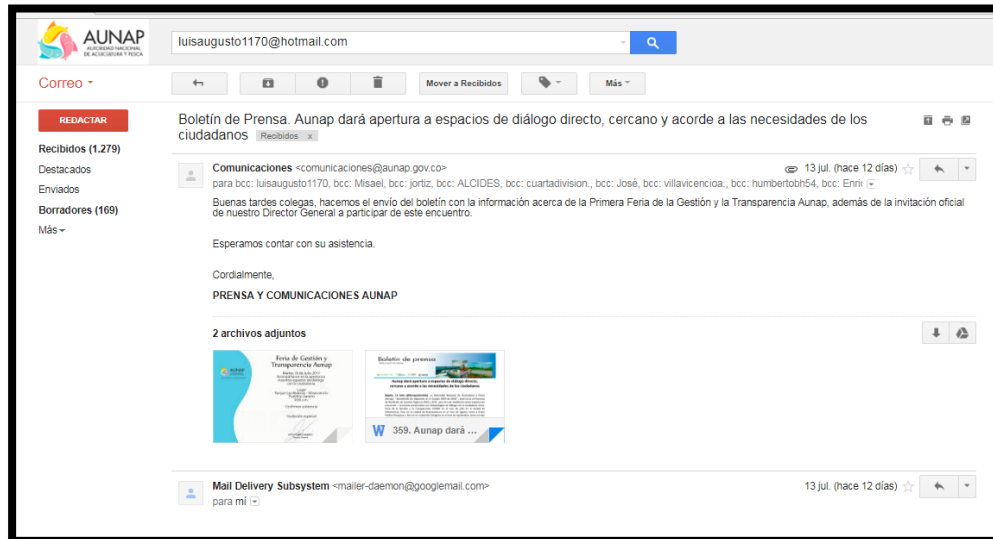 AUNAP
AUTORIDAD NACIONAL
DE ACUICULTURA Y PESCA
luisaugusto1170@hotmail.com
Correo
Mover a Recibidos
Más
REDACTAR
Recibidos (1.279)
Destacados
Enviados
Borradores (169)
Más
Boletín de Prensa. Aunap dará apertura a espacios de diálogo directo, cercano y acorde a las necesidades de los
ciudadanos Recibidos x
Comunicaciones <comunicaciones@aunap.gov.co> 13 jul. (hace 12 días)
para bcc: luisaugusto1170, bcc: Misael, bcc: jortiz, bcc: ALCIDES, bcc: cuartadivision., bcc: José, bcc: villavicencioa., bcc: humbertobh54, bcc: Enri
Buenas tardes colegas, hacemos el envío del boletín con la información acerca de la Primera Feria de la Gestión y la Transparencia Aunap, además de la invitación oficial
de nuestro Director General a participar de este encuentro.
Esperamos contar con su asistencia.
Cordialmente,
PRENSA Y COMUNICACIONES AUNAP
2 archivos adjuntos
Feria de Gestión y
Transparencia Aunap
Boletín de prensa
Aunap dará apertura a espacios de diálogo directo,
cercano y acorde a las necesidades de los ciudadanos
W 359. Aunap dará ...
Mail Delivery Subsystem <mailer-daemon@googlemail.com> 13 jul. (hace 12 días)
para mí